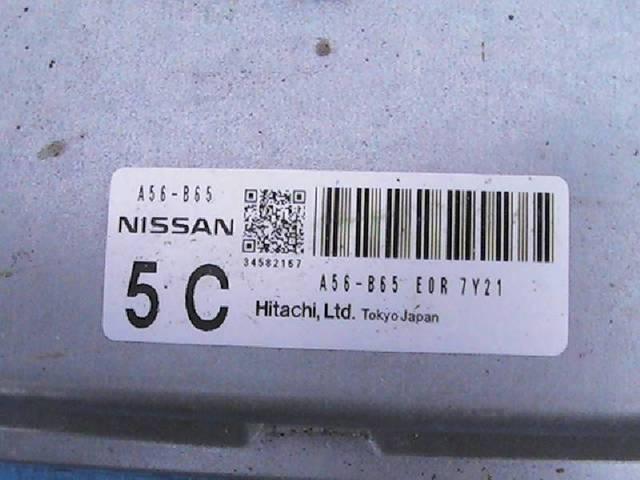 A56-B65
NISSAN
34582167
5 C
A56-B65 E0R 7Y21
Hitachi, Ltd. Tokyo Japan